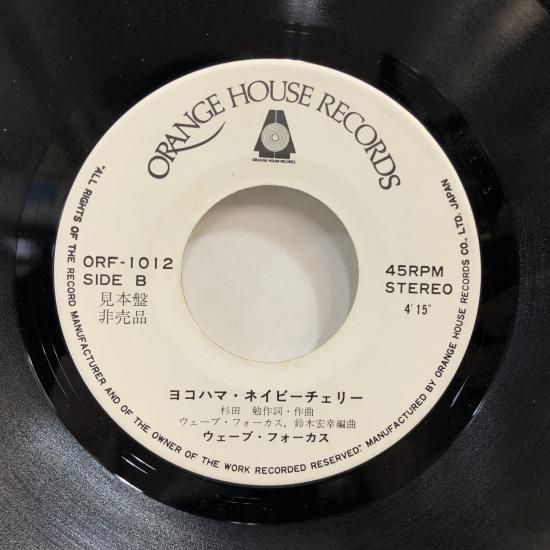 ORANGE HOUSE RECORDS
ORANGE HOUSE RECORDS
ORF-1012
SIDE B
見本盤
非売品
45RPM
STEREO
4′15″
ヨコハマ・ネイビーチェリー
杉田 勉作詞・作曲
ウェーブ・フォーカス, 鈴木宏幸編曲
ウェーブ・フォーカス
"ALL RIGHTS OF THE RECORD MANUFACTURER AND OF THE OWNER OF THE WORK RECORDED RESERVED." MANUFACTURED BY ORANGE HOUSE RECORDS CO., LTD. JAPAN